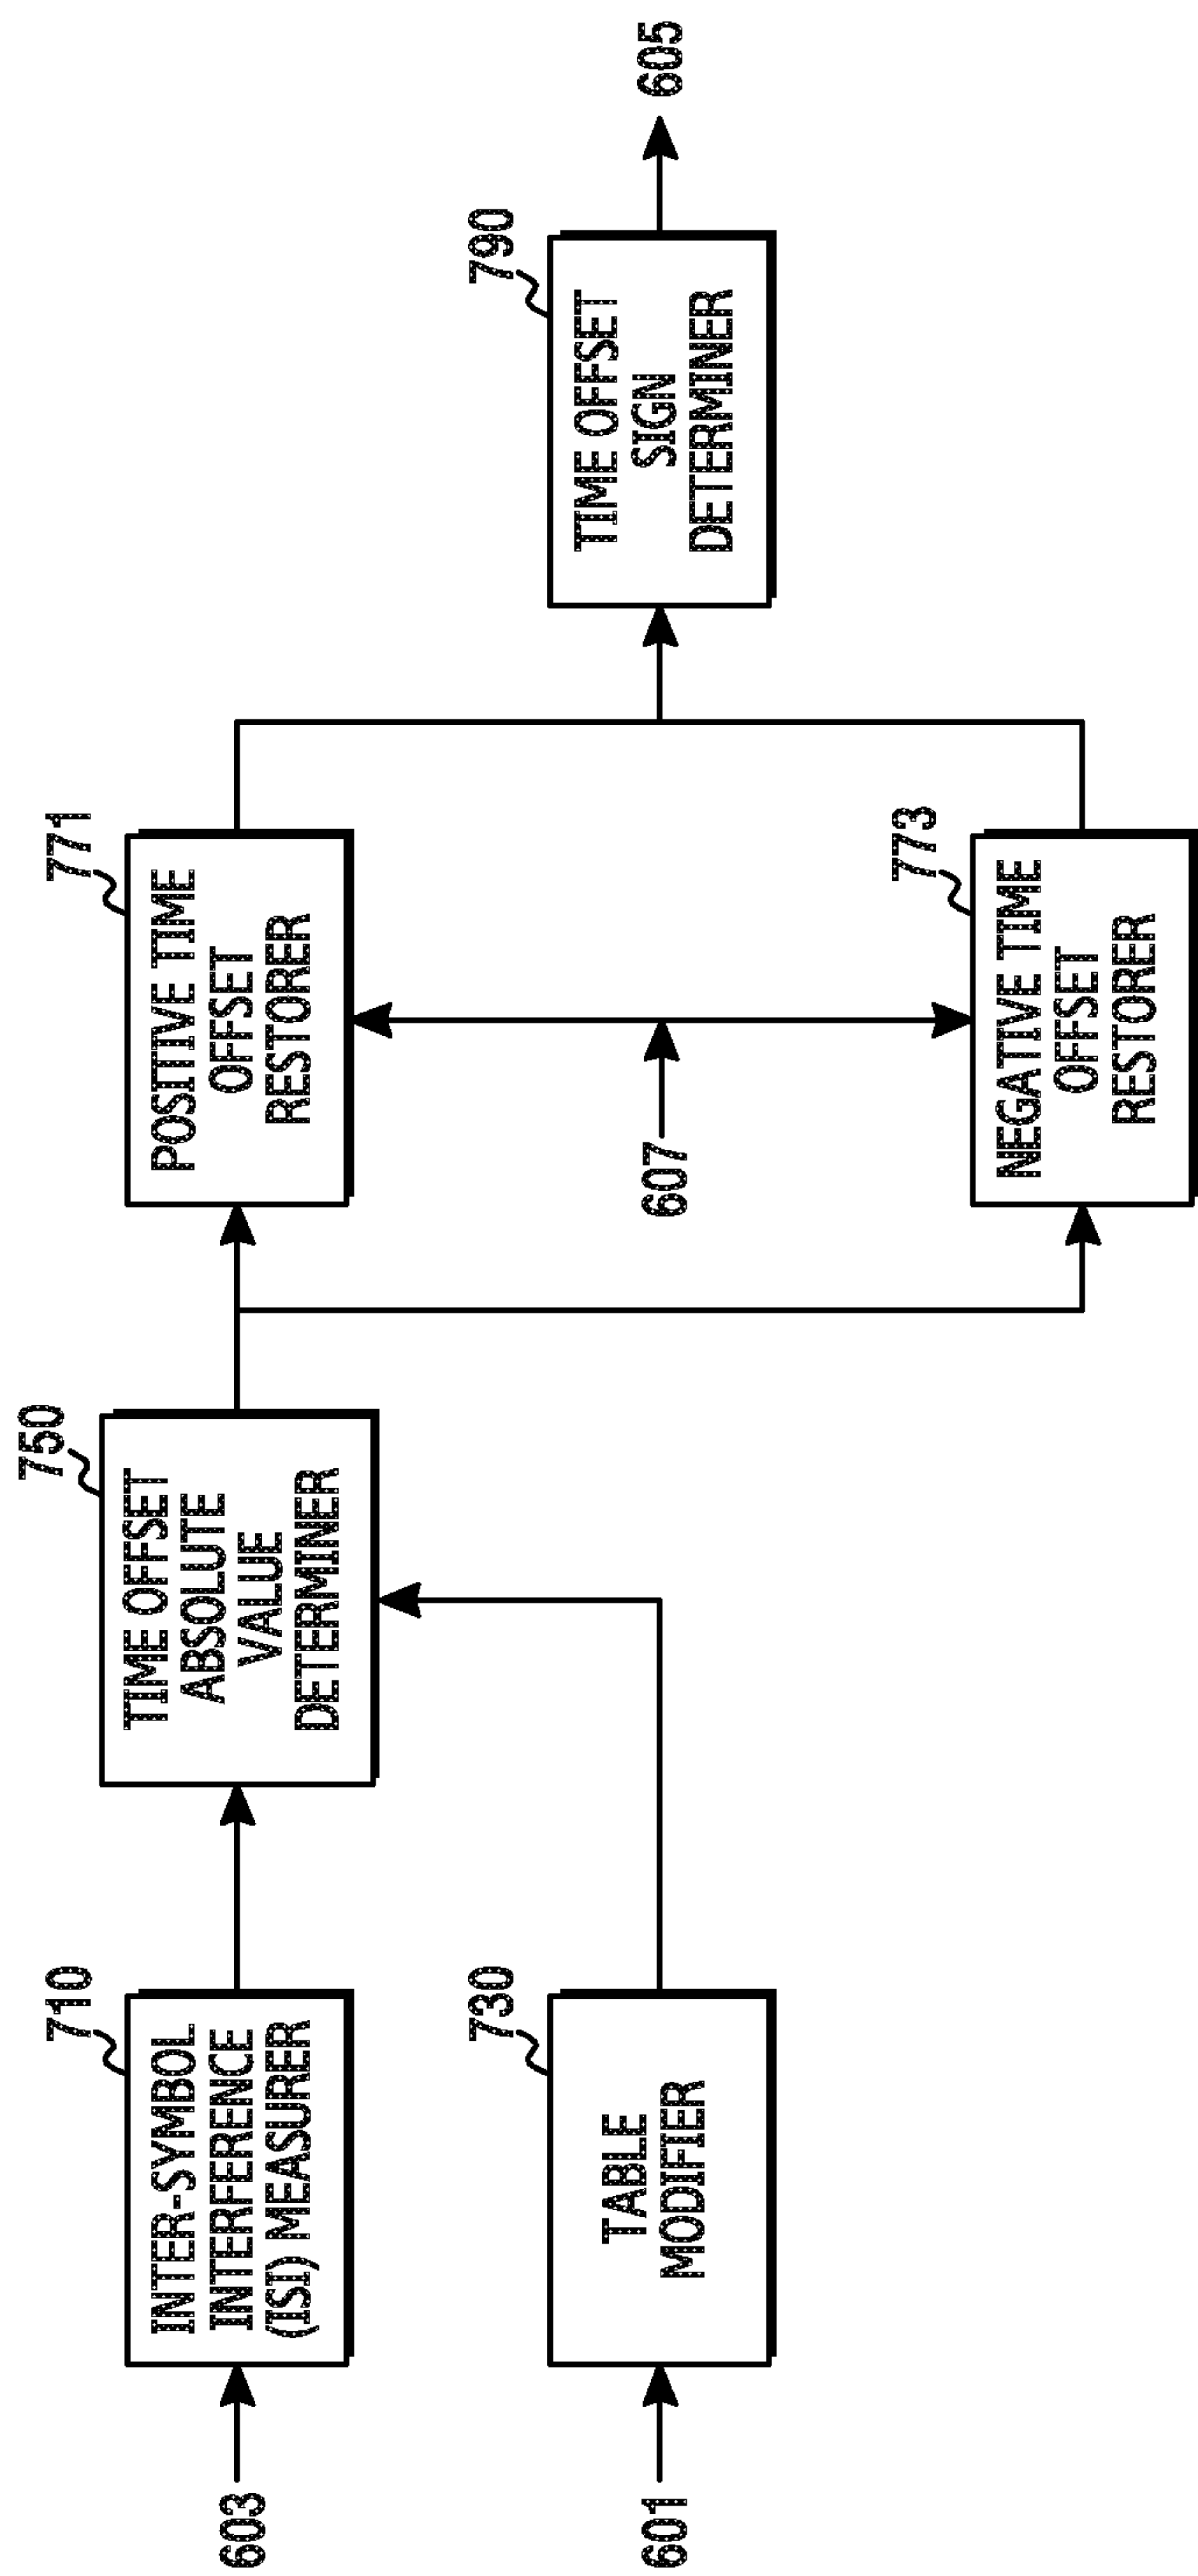 603
710
INTER-SYMBOL
INTERFERENCE
(ISI) MEASURER
601
730
TABLE
MODIFIER
750
TIME OFFSET
ABSOLUTE
VALUE
DETERMINER
771
POSITIVE TIME
OFFSET
RESTORER
607
773
NEGATIVE TIME
OFFSET
RESTORER
790
TIME OFFSET
SIGN
DETERMINER
605